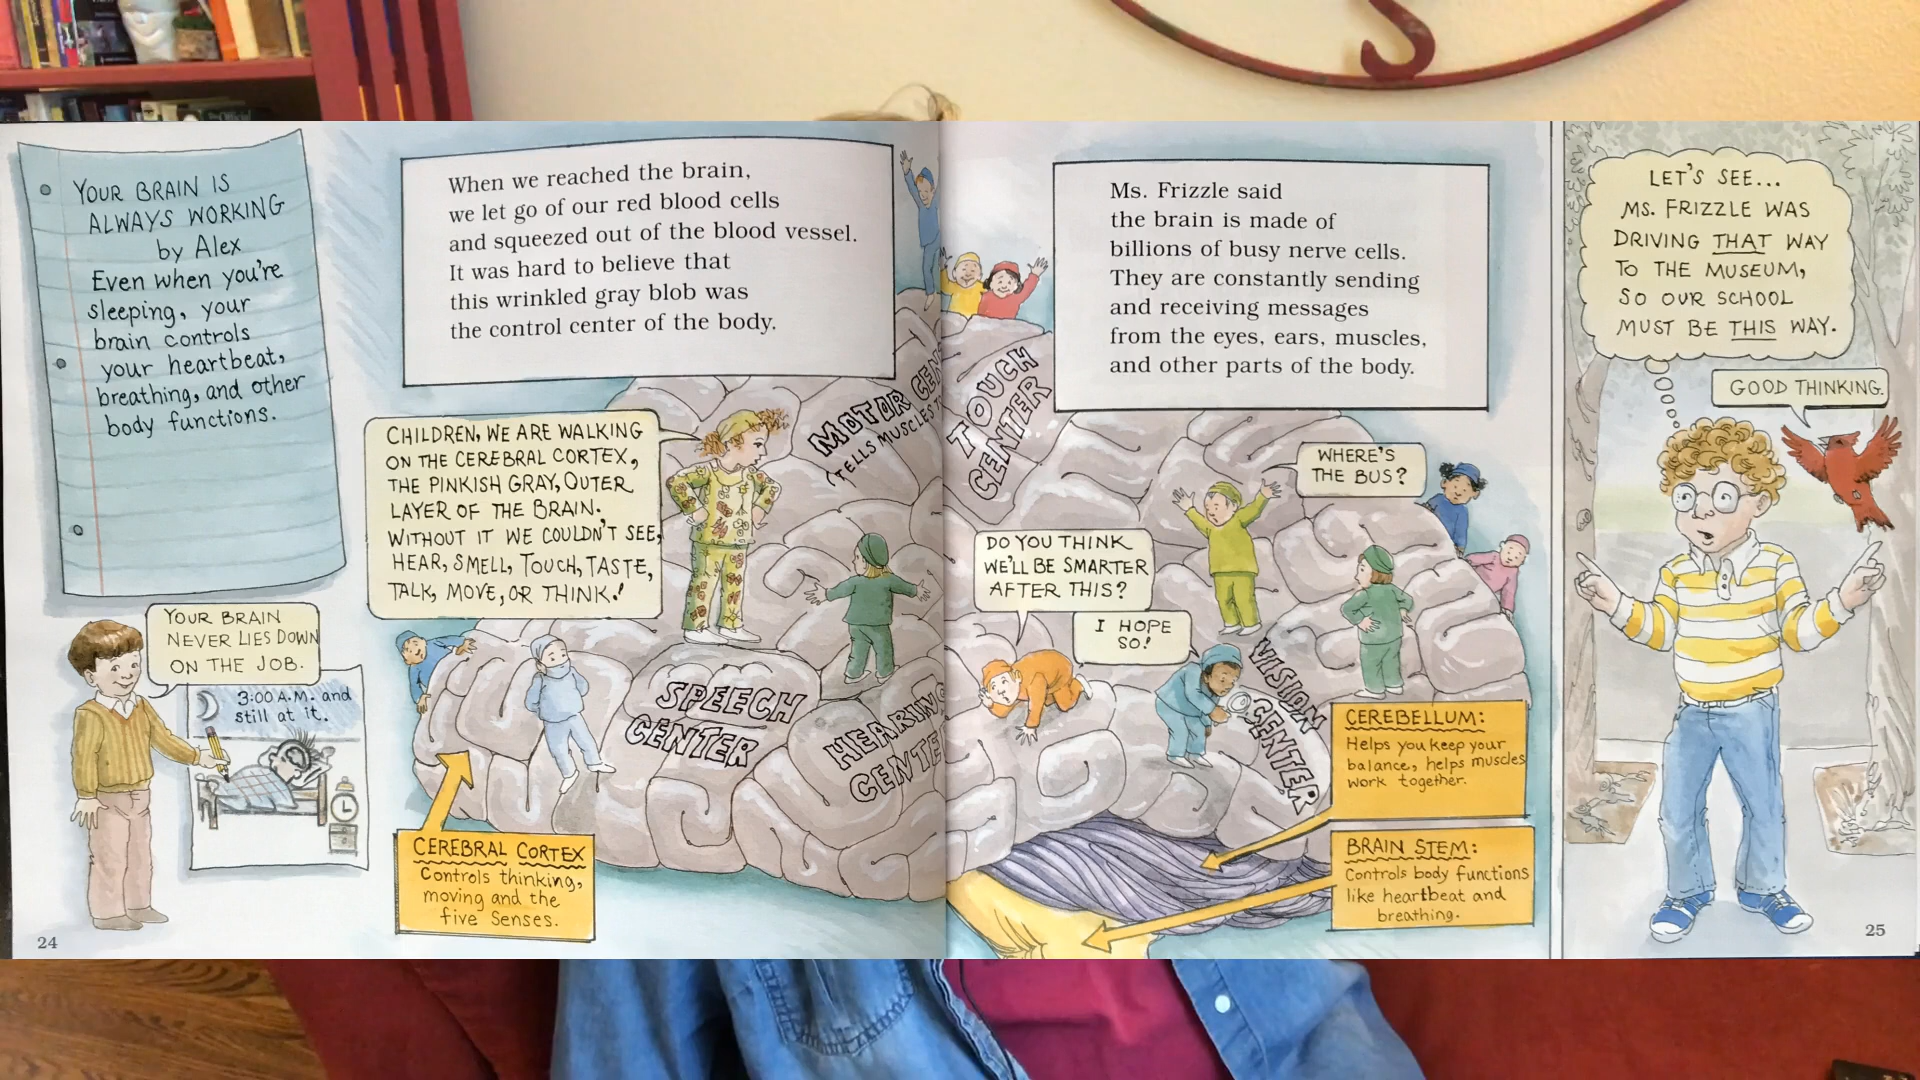 YOUR BRAIN IS
ALWAYS WORKING
by Alex
Even when you're
sleeping, your
brain controls
your heartbeat,
breathing, and other
body functions.
YOUR BRAIN
NEVER LIES DOWN
ON THE JOB.
3:00 A.M. and
still at it.
24
When we reached the brain,
we let go of our red blood cells
and squeezed out of the blood vessel.
It was hard to believe that
this wrinkled gray blob was
the control center of the body.
CHILDREN, WE ARE WALKING
ON THE CEREBRAL CORTEX,
THE PINKISH GRAY, OUTER
LAYER OF THE BRAIN.
WITHOUT IT WE COULDN'T SEE,
HEAR, SMELL, TOUCH, TASTE,
TALK, MOVE, OR THINK!
MOTOR
(TELLS MUSCLES
SPEECH
CENTER
HEARING
CENTER
CEREBRAL CORTEX
Controls thinking,
moving and the
five senses.
Ms. Frizzle said
the brain is made of
billions of busy nerve cells.
They are constantly sending
and receiving messages
from the eyes, ears, muscles,
and other parts of the body.
TOUCH
CENTER
WHERE'S
THE BUS?
DO YOU THINK
WE'LL BE SMARTER
AFTER THIS?
I HOPE
SO!
VISION
CENTER
CEREBELLUM:
Helps you keep your
balance, helps muscles
work together.
BRAIN STEM:
Controls body functions
like heartbeat and
breathing.
LET'S SEE...
MS. FRIZZLE WAS
DRIVING THAT WAY
TO THE MUSEUM,
SO OUR SCHOOL
MUST BE THIS WAY.
GOOD THINKING.
25